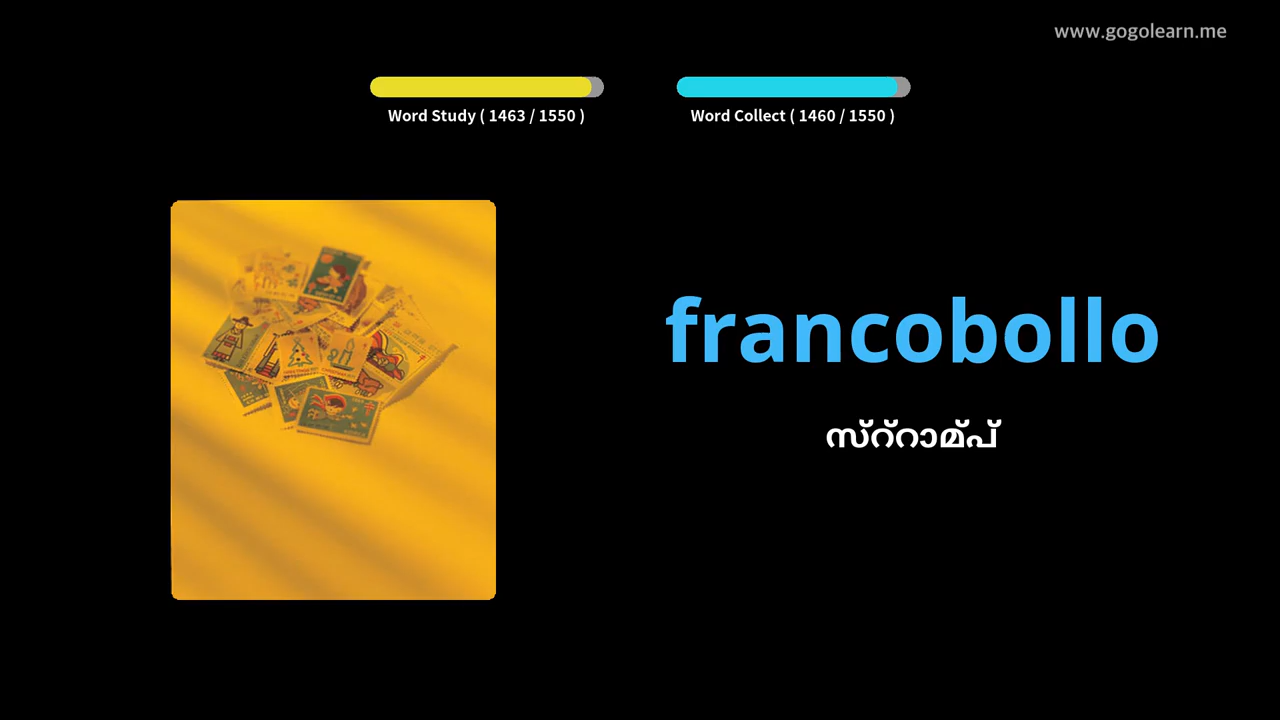 www.gogolearn.me
Word Study ( 1463 / 1550 )
Word Collect ( 1460 / 1550 )
francobollo
സ്റ്റാമ്പ്